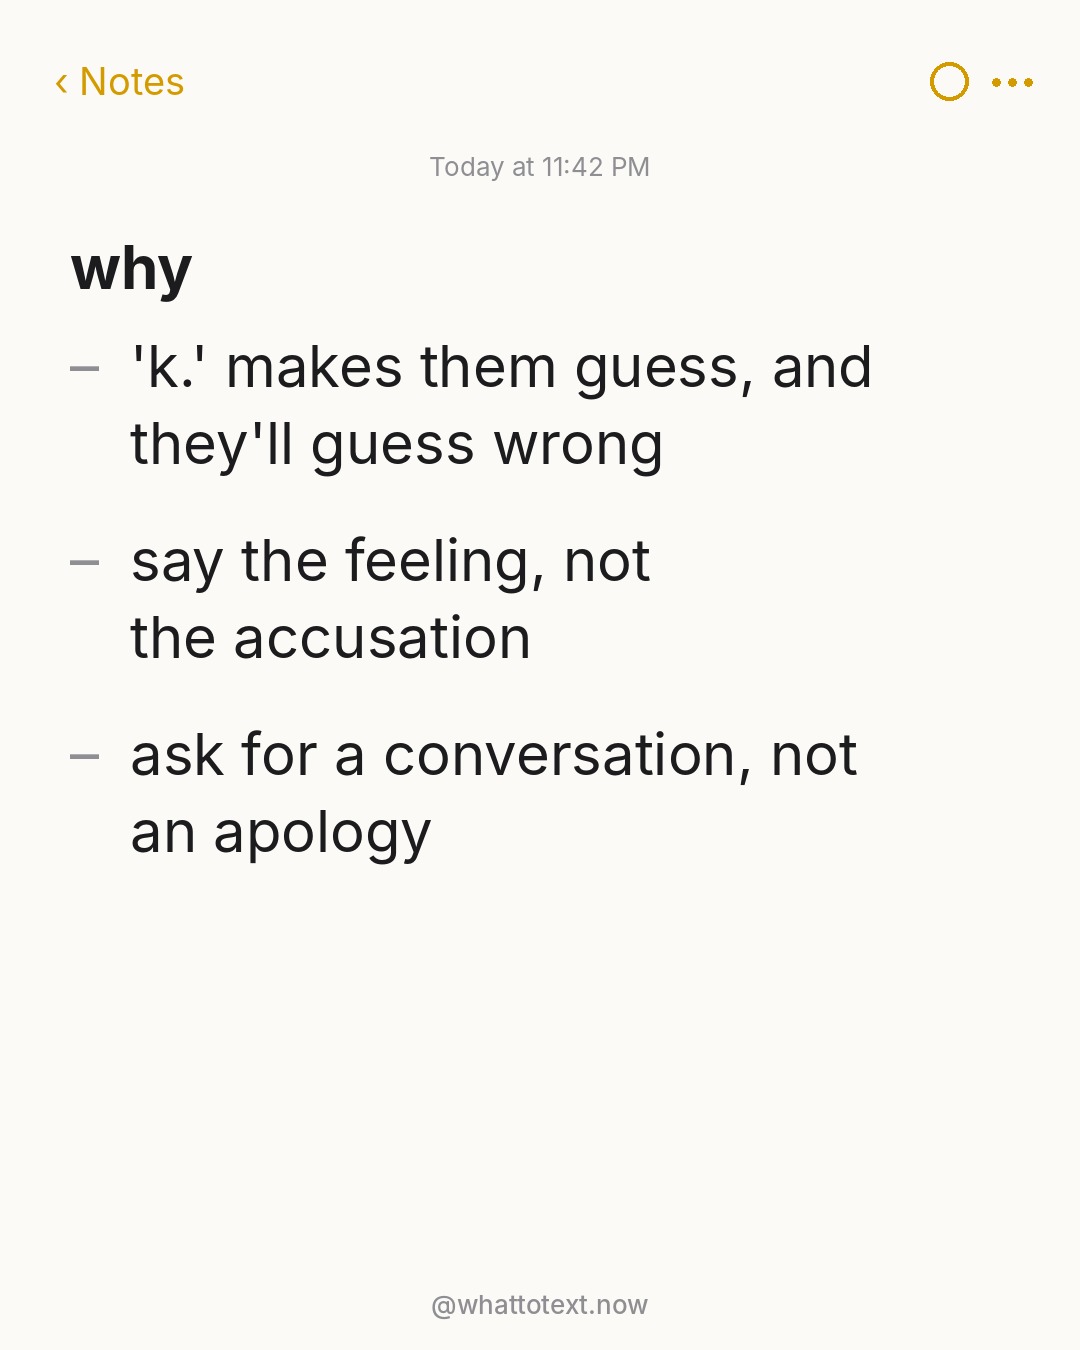 ‹ Notes
Today at 11:42 PM
why
– 'k.' makes them guess, and
they'll guess wrong
– say the feeling, not
the accusation
– ask for a conversation, not
an apology
@whattotext.now